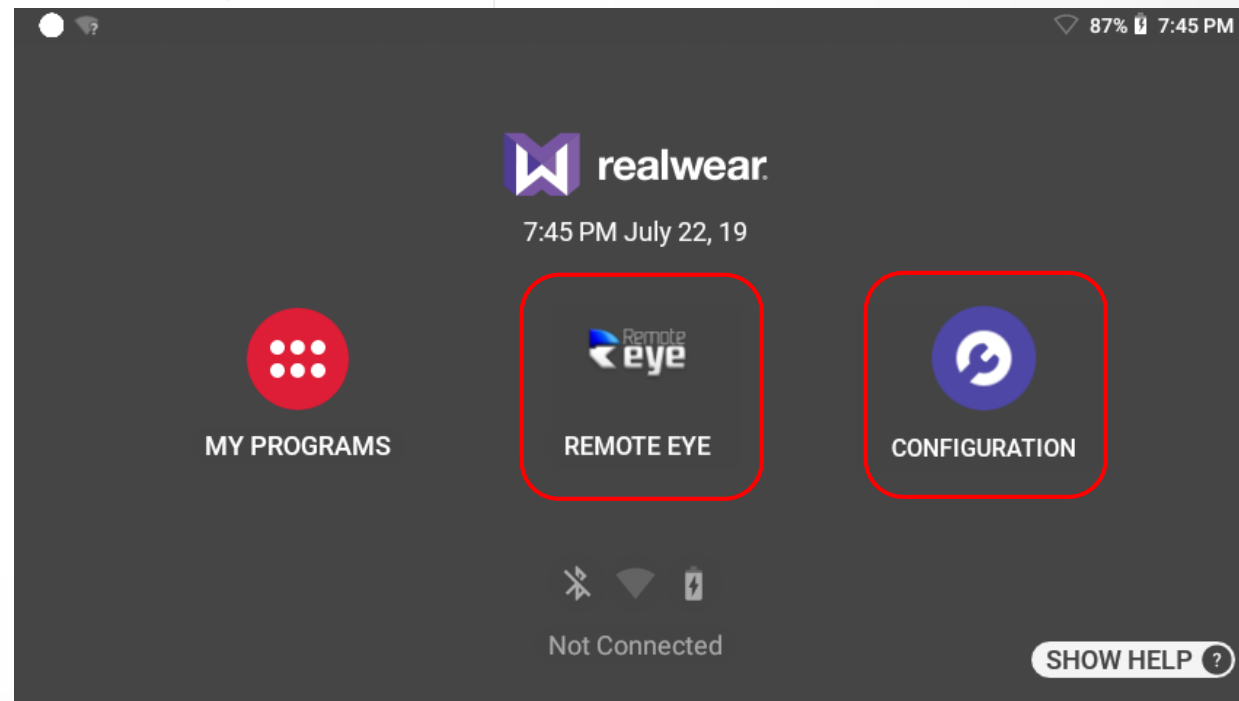 87% 7:45 PM
realwear
7:45 PM July 22, 19
Remote
eye
MY PROGRAMS
REMOTE EYE
CONFIGURATION
Not Connected
SHOW HELP ?